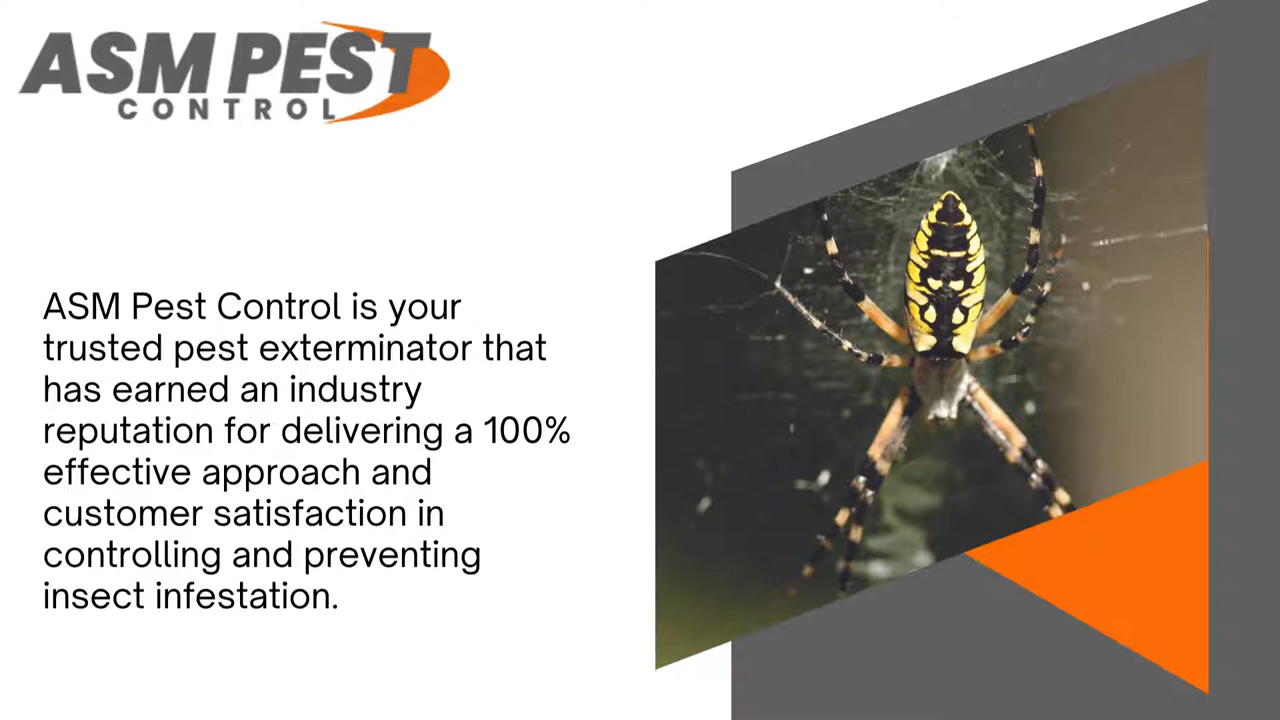 ASM PEST
CONTROL
ASM Pest Control is your
trusted pest exterminator that
has earned an industry
reputation for delivering a 100%
effective approach and
customer satisfaction in
controlling and preventing
insect infestation.